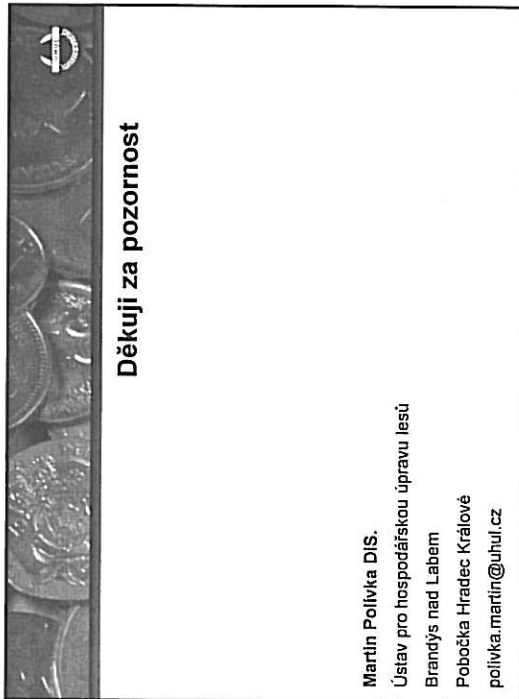 Děkuji za pozornost
Martin Polívka DIS.
Ústav pro hospodářskou úpravu lesů
Brandýs nad Labem
Pobočka Hradec Králové
polivka.martin@uhul.cz